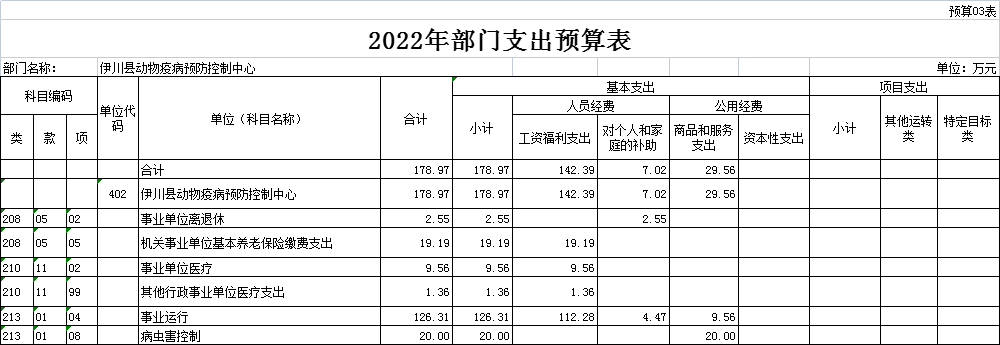 预算03表
2022年部门支出预算表
部门名称： 伊川县动物疫病预防控制中心 单位：万元
科目编码 单位代码 单位（科目名称） 合计 基本支出 项目支出
类 款 项 小计 人员经费 公用经费 小计 其他运转类 特定目标类
工资福利支出 对个人和家庭的补助 商品和服务支出 资本性支出
合计 178.97 178.97 142.39 7.02 29.56
402 伊川县动物疫病预防控制中心 178.97 178.97 142.39 7.02 29.56
208 05 02 事业单位离退休 2.55 2.55 2.55
208 05 05 机关事业单位基本养老保险缴费支出 19.19 19.19 19.19
210 11 02 事业单位医疗 9.56 9.56 9.56
210 11 99 其他行政事业单位医疗支出 1.36 1.36 1.36
213 01 04 事业运行 126.31 126.31 112.28 4.47 9.56
213 01 08 病虫害控制 20.00 20.00 20.00